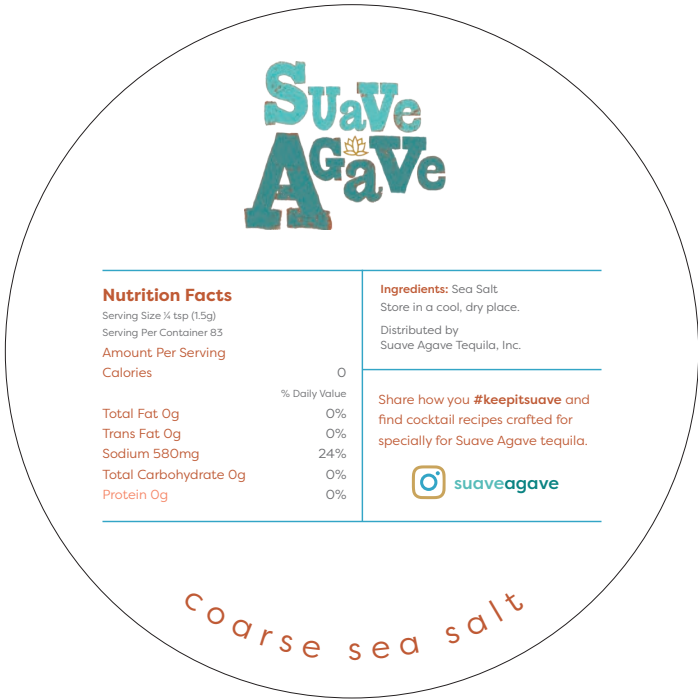 Suave
Agave
Nutrition Facts
Serving Size ¼ tsp (1.5g)
Serving Per Container 83
Amount Per Serving
Calories 0
% Daily Value
Total Fat 0g 0%
Trans Fat 0g 0%
Sodium 580mg 24%
Total Carbohydrate 0g 0%
Protein 0g 0%
Ingredients: Sea Salt
Store in a cool, dry place.
Distributed by
Suave Agave Tequila, Inc.
Share how you #keepitsuave and
find cocktail recipes crafted for
specially for Suave Agave tequila.
suaveagave
coarse sea salt